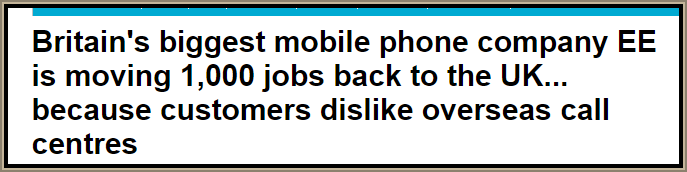 Britain's biggest mobile phone company EE
is moving 1,000 jobs back to the UK...
because customers dislike overseas call
centres